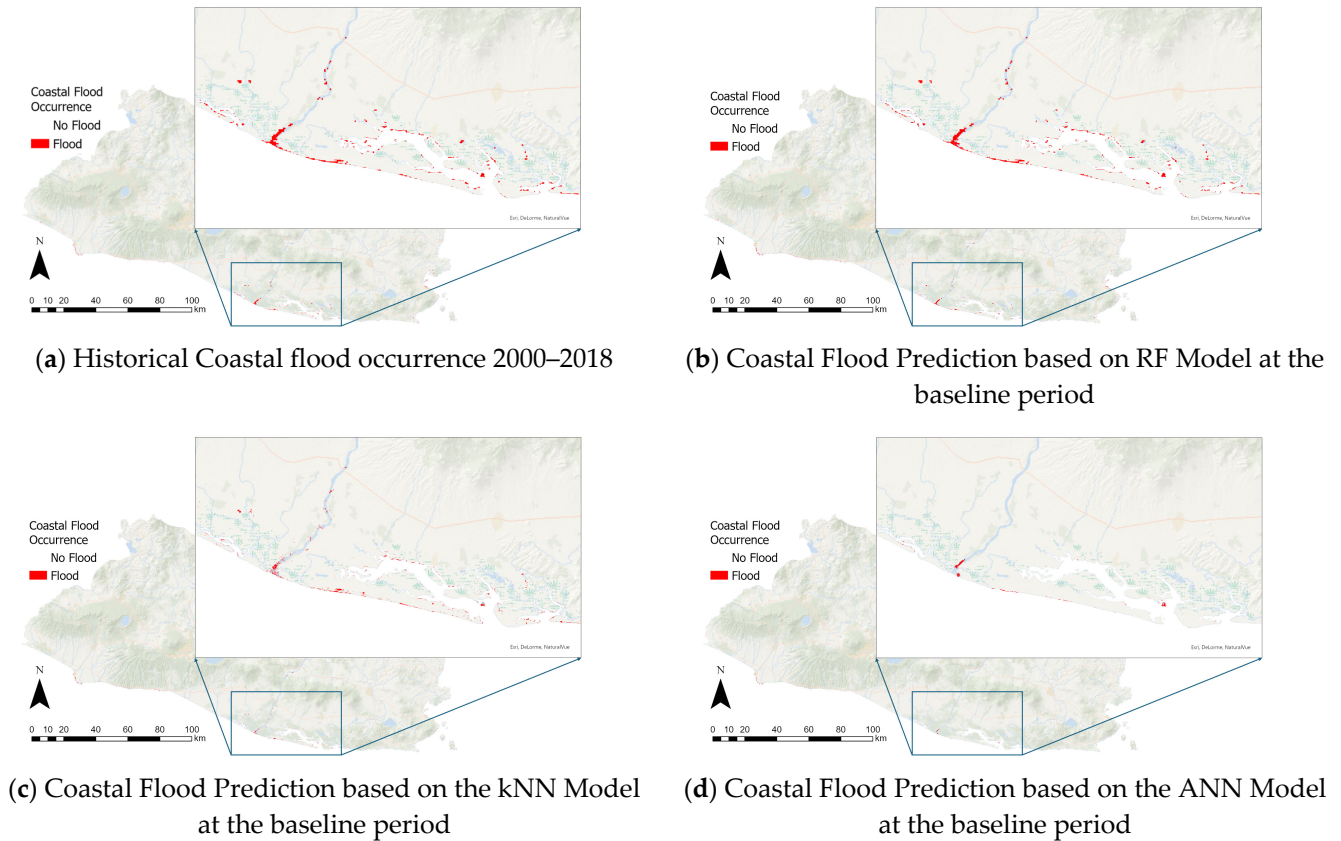 Coastal Flood
Occurrence
No Flood
Flood
Esri, DeLorme, NaturalVue
N
0 10 20 40 60 80 100
km
(a) Historical Coastal flood occurrence 2000–2018
Coastal Flood
Occurrence
No Flood
Flood
Esri, DeLorme, NaturalVue
N
0 10 20 40 60 80 100
km
(b) Coastal Flood Prediction based on RF Model at the
baseline period
Coastal Flood
Occurrence
No Flood
Flood
Esri, DeLorme, NaturalVue
N
0 10 20 40 60 80 100
km
(c) Coastal Flood Prediction based on the kNN Model
at the baseline period
Coastal Flood
Occurrence
No Flood
Flood
Esri, DeLorme, NaturalVue
N
0 10 20 40 60 80 100
km
(d) Coastal Flood Prediction based on the ANN Model
at the baseline period